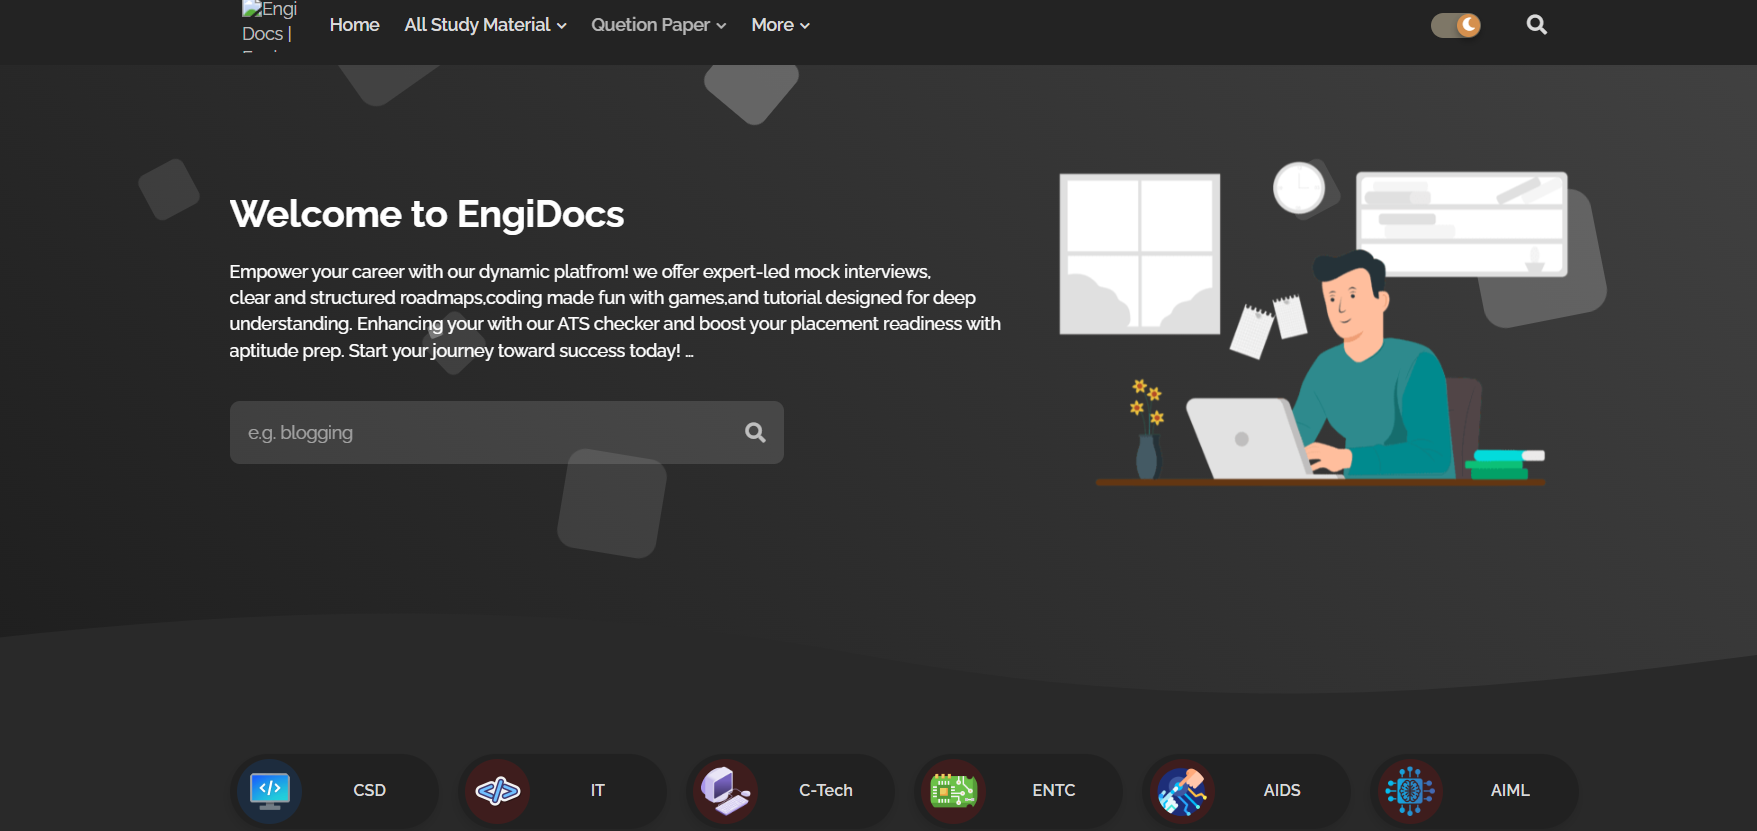 Engi
Docs |
Home
All Study Material
Quetion Paper
More
Welcome to EngiDocs
Empower your career with our dynamic platfrom! we offer expert-led mock interviews,
clear and structured roadmaps,coding made fun with games,and tutorial designed for deep
understanding. Enhancing your with our ATS checker and boost your placement readiness with
aptitude prep. Start your journey toward success today! ...
e.g. blogging
CSD
IT
C-Tech
ENTC
AIDS
AIML